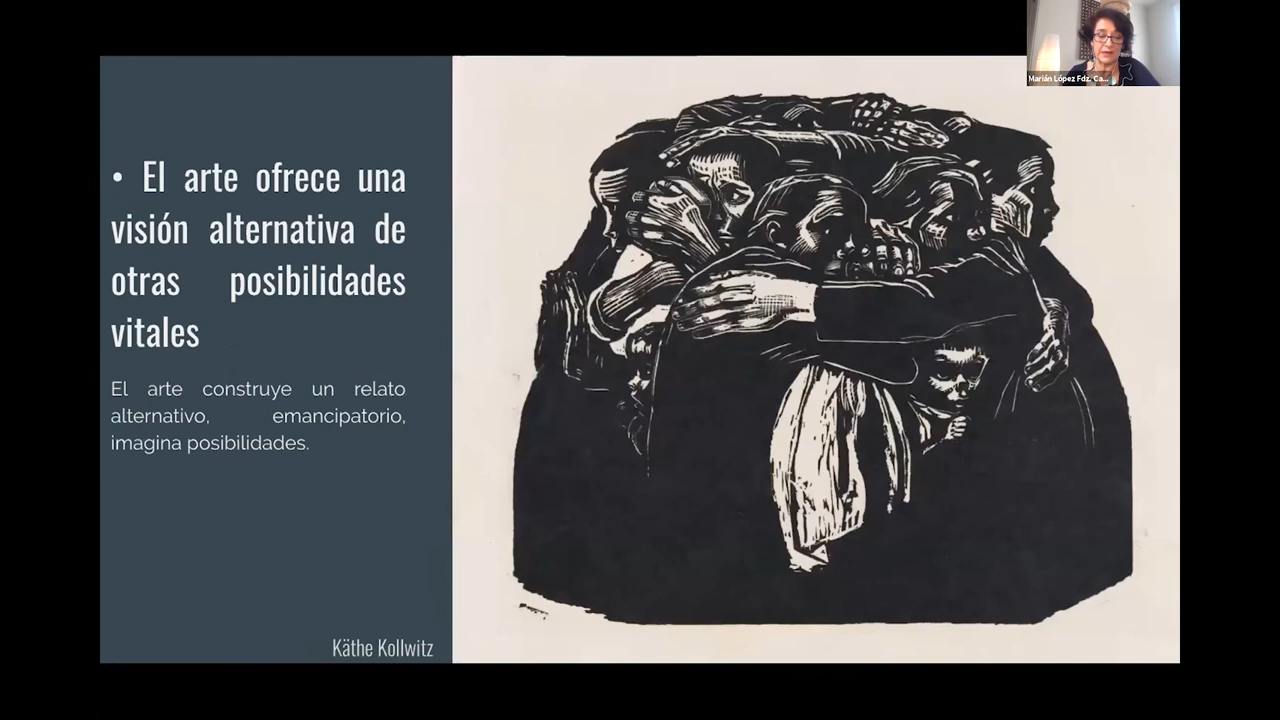 Marián López Fdz. Ca...
• El arte ofrece una
visión alternativa de
otras posibilidades
vitales
El arte construye un relato
alternativo, emancipatorio,
imagina posibilidades.
Käthe Kollwitz